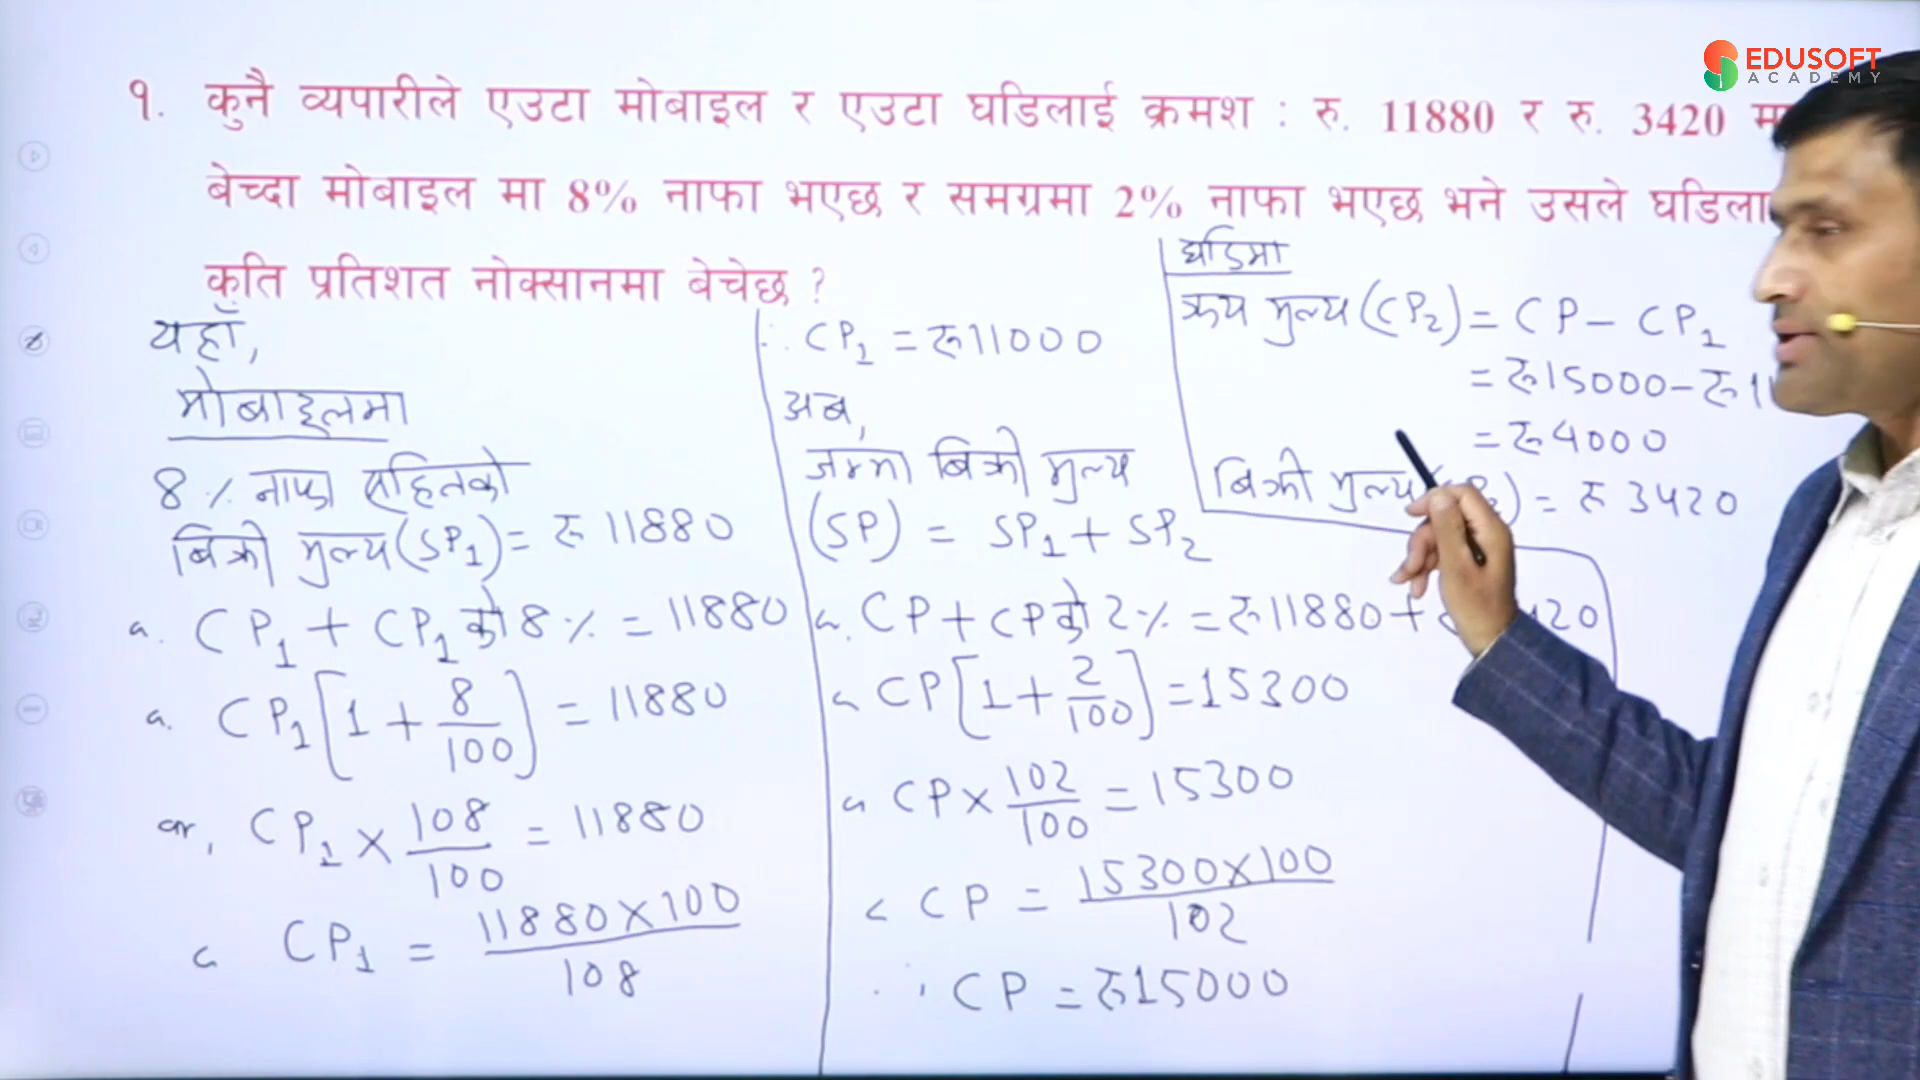 EDUSOFT
ACADEMY
१. कुनै व्यपारीले एउटा मोबाइल र एउटा घडिलाई क्रमश : रु. 11880 र रु. 3420
बेच्दा मोबाइल मा 8% नाफा भएछ र समग्रमा 2% नाफा भएछ भने उसले
कति प्रतिशत नोक्सानमा बेचेछ ?
यहाँ,
मोबाइलमा
8 % नाफा सहितको
बिक्री मुल्य (SP₁) = रू 11880
a. CP₁ + CP₁ को 8 % = 11880
a. CP₁ [1 + 8/100] = 11880
or, CP₁ × 108/100 = 11880
CP₁ = 11880×100/108
∴ CP₁ = रू11000
अब,
जम्मा बिक्री मुल्य
(SP) = SP₁ + SP₂
CP + CP को 2% = रू11880 +
CP [1 + 2/100] = 15300
CP × 102/100 = 15300
CP = 15300×100/102
∴ CP = रू15000
घडिमा
क्रय मुल्य (CP₂) = CP − CP₁
= रू15000 − रू
= रू4000
बिक्री मुल्य = रू 3420